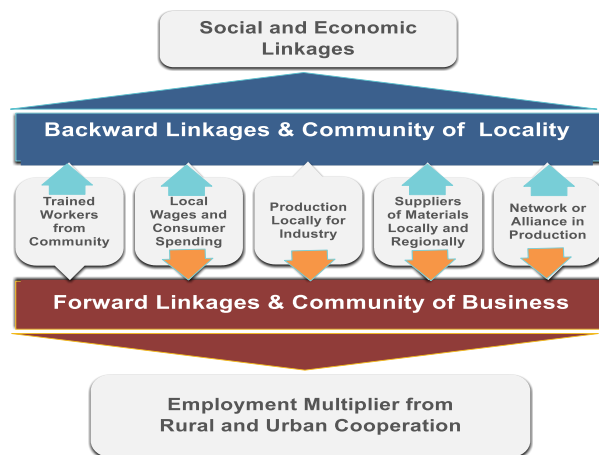 Social and Economic
Linkages
Backward Linkages & Community of Locality
Trained
Workers
from
Community
Local
Wages and
Consumer
Spending
Production
Locally for
Industry
Suppliers
of Materials
Locally and
Regionally
Network or
Alliance in
Production
Forward Linkages & Community of Business
Employment Multiplier from
Rural and Urban Cooperation